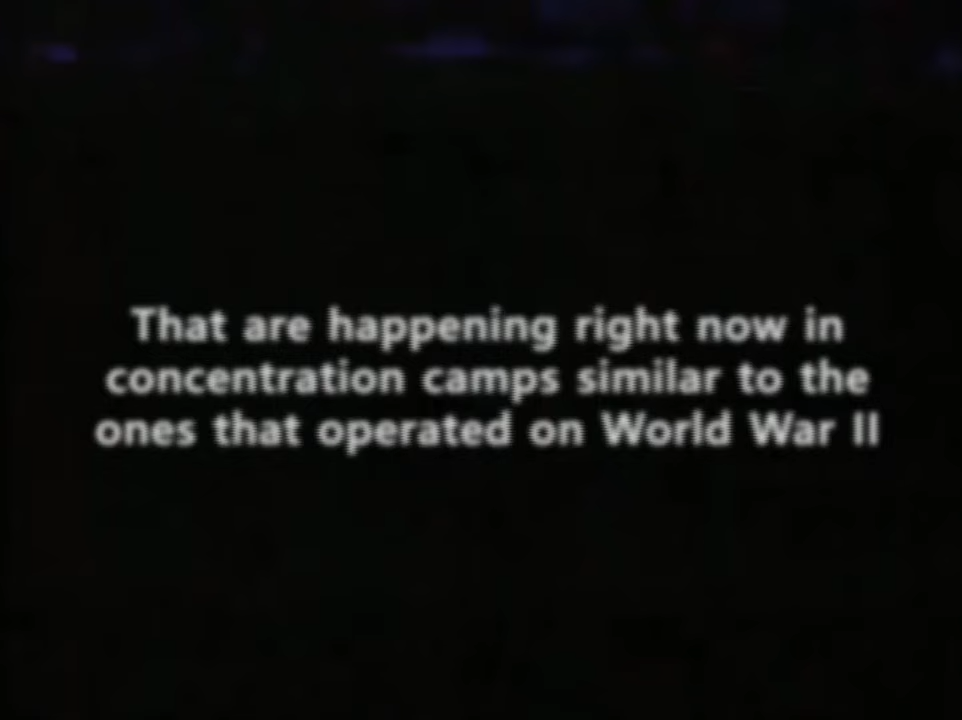 That are happening right now in
concentration camps similar to the
ones that operated on World War II